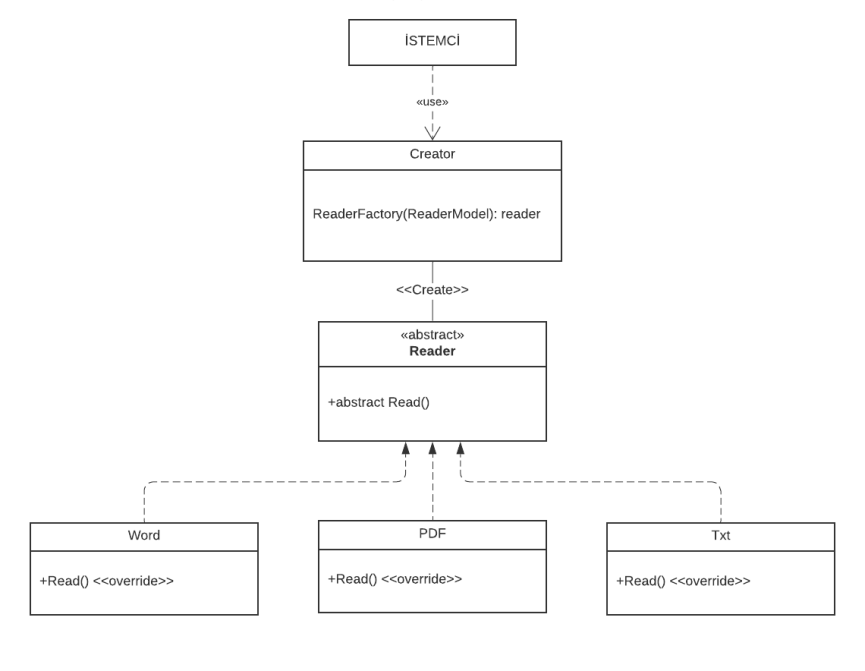 İSTEMCİ
«use»
Creator
ReaderFactory(ReaderModel): reader
<<Create>>
«abstract»
Reader
+abstract Read()
Word
+Read() <<override>>
PDF
+Read() <<override>>
Txt
+Read() <<override>>